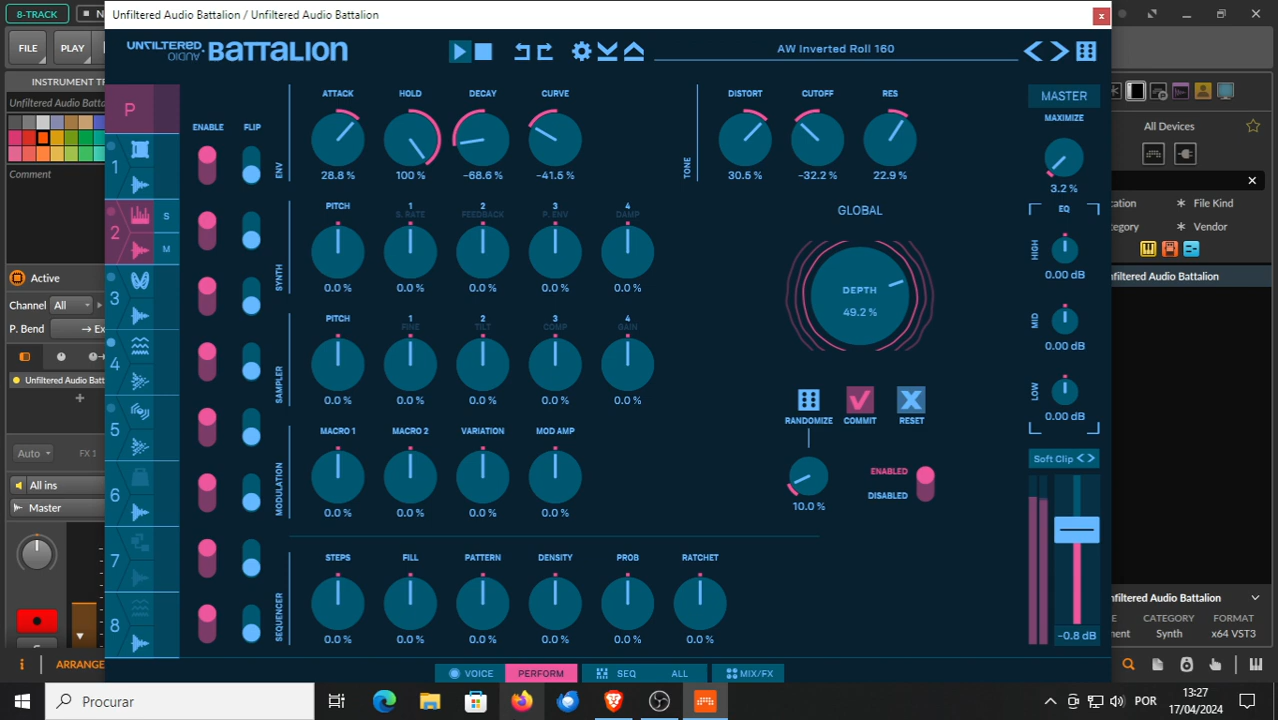 Unfiltered Audio Battalion / Unfiltered Audio Battalion
x
8-TRACK
FILE
PLAY
UNFILTERED AUDIO BATTALION
AW Inverted Roll 160
INSTRUMENT TR
Unfiltered Audio Batta
Comment
Active
Channel All
P. Bend
→ Ex
Unfiltered Audio Batt
+
Auto
FX 1
All ins
Master
i
ARRANGE
P
1
2
S
M
3
4
5
6
7
8
ENABLE
FLIP
ENV
ATTACK
HOLD
DECAY
CURVE
28.8 %
100 %
-68.6 %
-41.5 %
TONE
DISTORT
CUTOFF
RES
30.5 %
-32.2 %
22.9 %
SYNTH
PITCH
1
2
3
4
S. RATE
FEEDBACK
P. ENV
DAMP
0.0 %
0.0 %
0.0 %
0.0 %
0.0 %
SAMPLER
PITCH
1
2
3
4
FINE
TILT
COMP
GAIN
0.0 %
0.0 %
0.0 %
0.0 %
0.0 %
MODULATION
MACRO 1
MACRO 2
VARIATION
MOD AMP
0.0 %
0.0 %
0.0 %
0.0 %
SEQUENCER
STEPS
FILL
PATTERN
DENSITY
PROB
RATCHET
0.0 %
0.0 %
0.0 %
0.0 %
0.0 %
0.0 %
GLOBAL
DEPTH
49.2 %
RANDOMIZE
COMMIT
RESET
10.0 %
ENABLED
DISABLED
MASTER
MAXIMIZE
3.2 %
EQ
HIGH
0.00 dB
MID
0.00 dB
LOW
0.00 dB
Soft Clip < >
-0.8 dB
VOICE
PERFORM
SEQ
ALL
MIX/FX
All Devices
cation
File Kind
tegory
Vendor
filtered Audio Battalion
filtered Audio Battalion
CATEGORY
FORMAT
ment
Synth
x64 VST3
Procurar
POR
13:27
17/04/2024